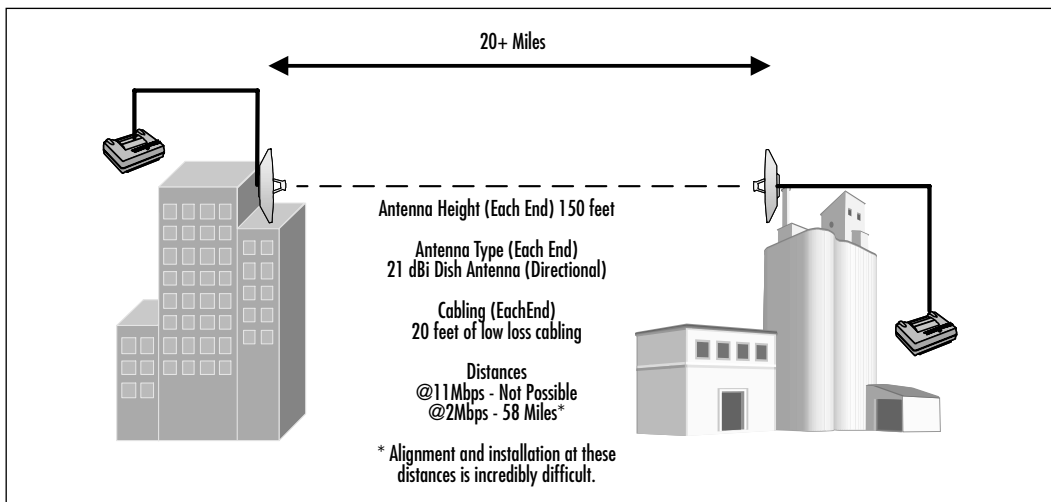 20+ Miles
Antenna Height (Each End) 150 feet
Antenna Type (Each End)
21 dBi Dish Antenna (Directional)
Cabling (EachEnd)
20 feet of low loss cabling
Distances
@11Mbps - Not Possible
@2Mbps - 58 Miles*
* Alignment and installation at these
distances is incredibly difficult.